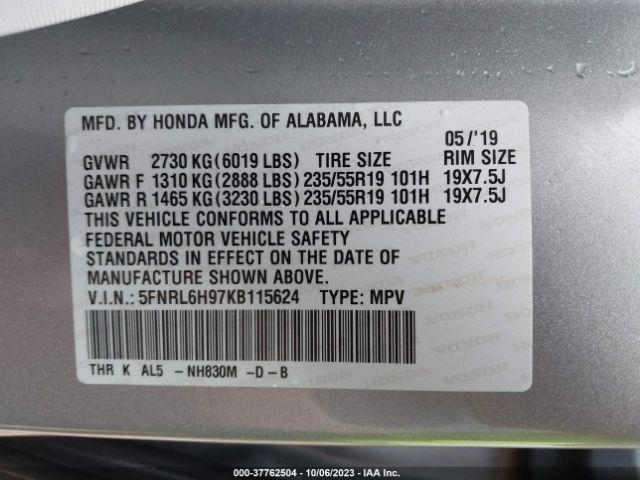 MFD. BY HONDA MFG. OF ALABAMA, LLC
05/'19
GVWR 2730 KG(6019 LBS) TIRE SIZE RIM SIZE
GAWR F 1310 KG(2888 LBS)235/55R19 101H 19X7.5J
GAWR R 1465 KG(3230 LBS)235/55R19 101H 19X7.5J
THIS VEHICLE CONFORMS TO ALL APPLICABLE
FEDERAL MOTOR VEHICLE SAFETY
STANDARDS IN EFFECT ON THE DATE OF
MANUFACTURE SHOWN ABOVE.
V.I.N.: 5FNRL6H97KB115624 TYPE: MPV
THR K AL5 -NH830M -D -B
000-37762504 - 10/06/2023 - IAA Inc.